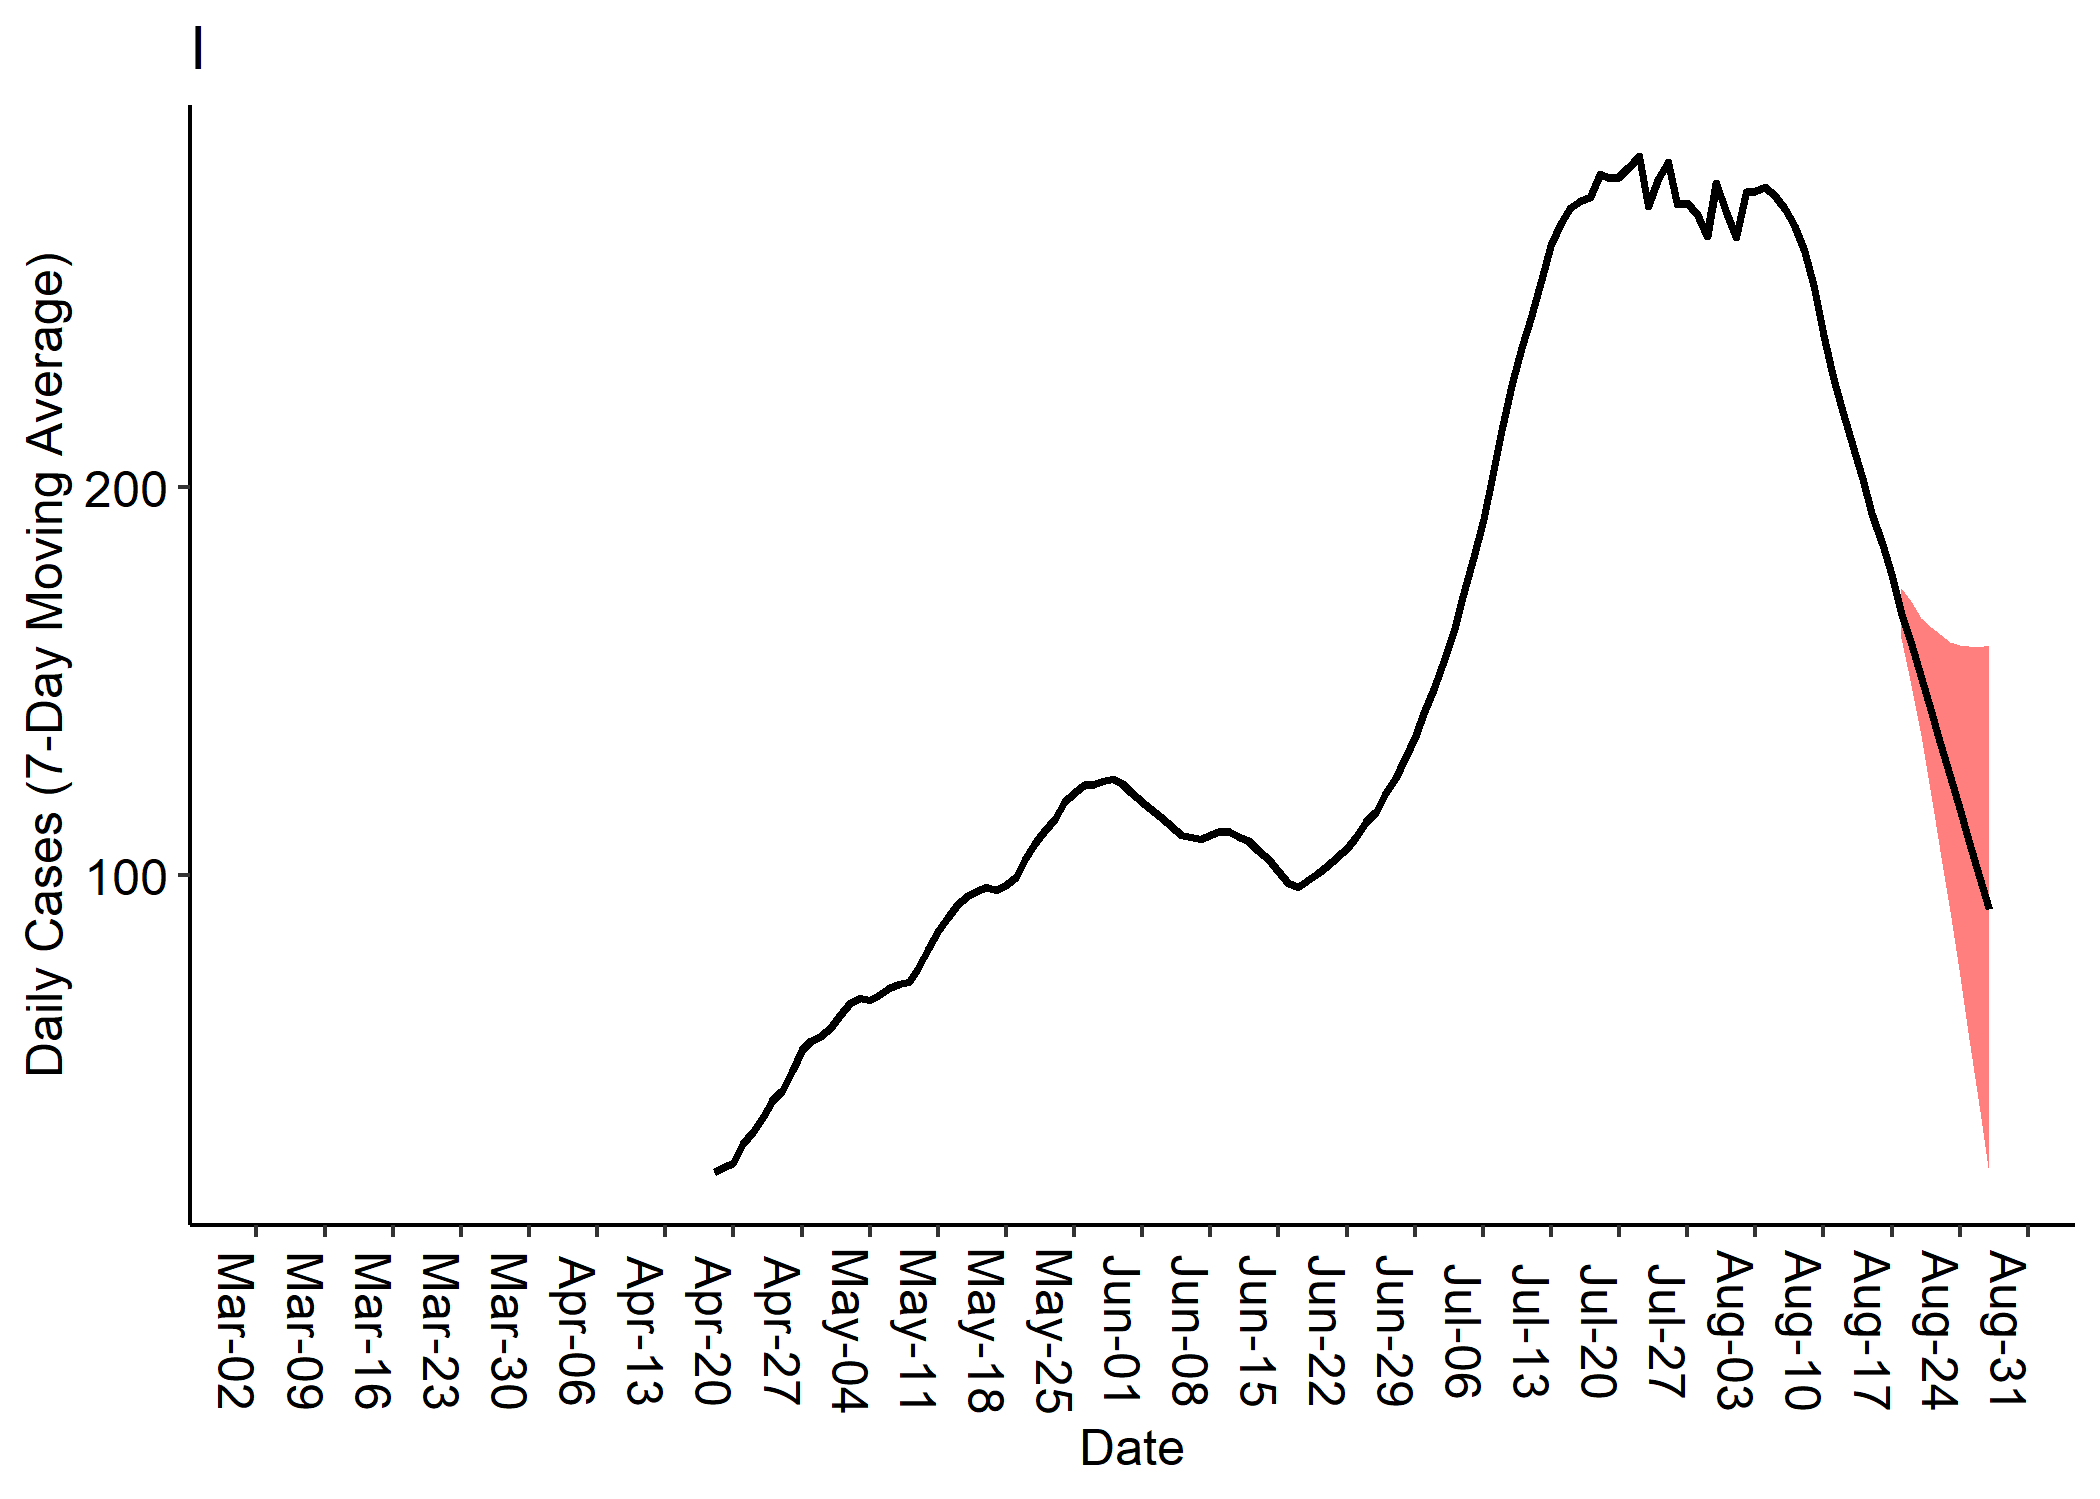 I
Daily Cases (7-Day Moving Average)
200
100
Mar-02
Mar-09
Mar-16
Mar-23
Mar-30
Apr-06
Apr-13
Apr-20
Apr-27
May-04
May-11
May-18
May-25
Jun-01
Jun-08
Jun-15
Jun-22
Jun-29
Jul-06
Jul-13
Jul-20
Jul-27
Aug-03
Aug-10
Aug-17
Aug-24
Aug-31
Date